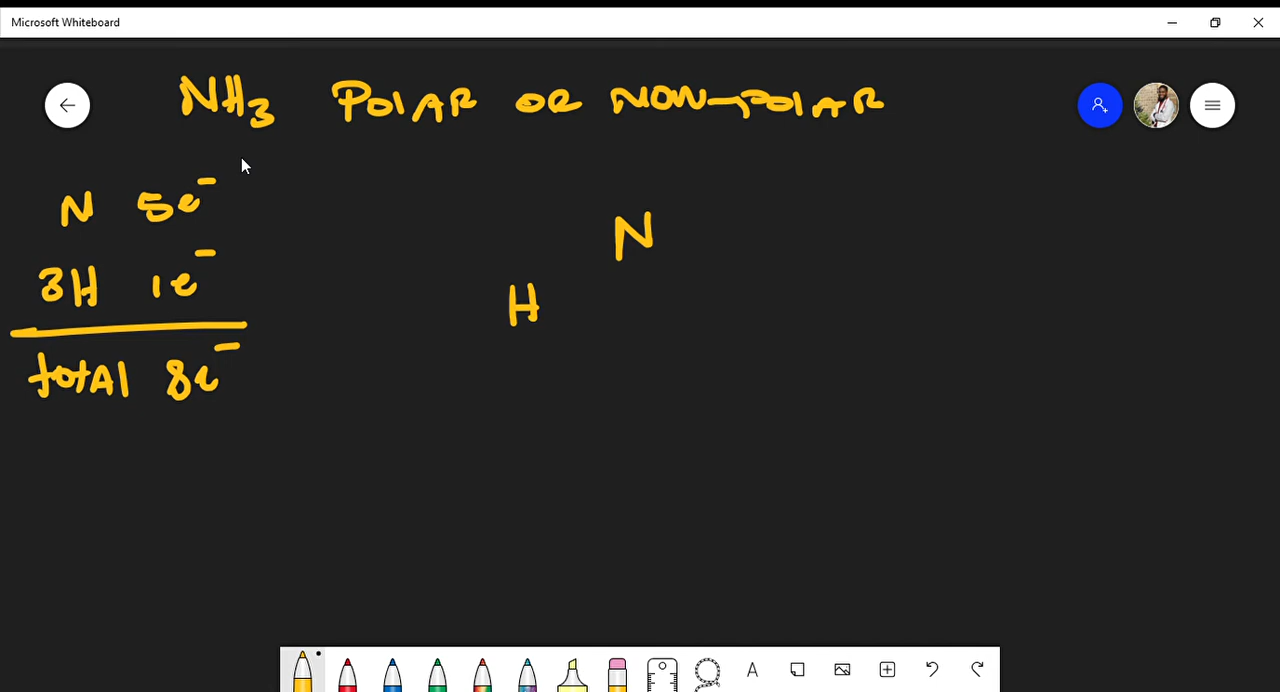 Microsoft Whiteboard
NH3 POLAR OR NON-POLAR
N 5e⁻
3H 1e⁻
total 8e⁻
N
H
A